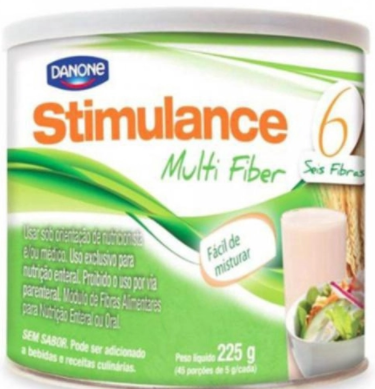 DANONE
Stimulance
Multi Fiber
6
Seis Fibras
Fácil de
misturar
Usar sob orientação de nutricionista
e/ou médico. Uso exclusivo para
nutrição enteral. Proibido o uso por via
parenteral. Módulo de Fibras Alimentares
para Nutrição Enteral ou Oral.
SEM SABOR. Pode ser adicionado
a bebidas e receitas culinárias.
Peso líquido 225 g
(45 porções de 5 g/cada)